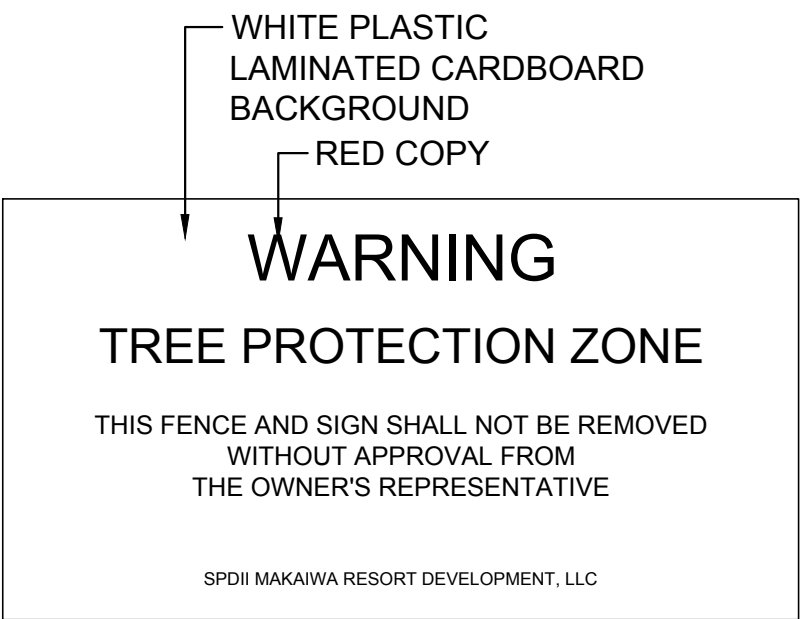 WHITE PLASTIC
LAMINATED CARDBOARD
BACKGROUND
RED COPY
WARNING
TREE PROTECTION ZONE
THIS FENCE AND SIGN SHALL NOT BE REMOVED
WITHOUT APPROVAL FROM
THE OWNER'S REPRESENTATIVE
SPDII MAKAIWA RESORT DEVELOPMENT, LLC